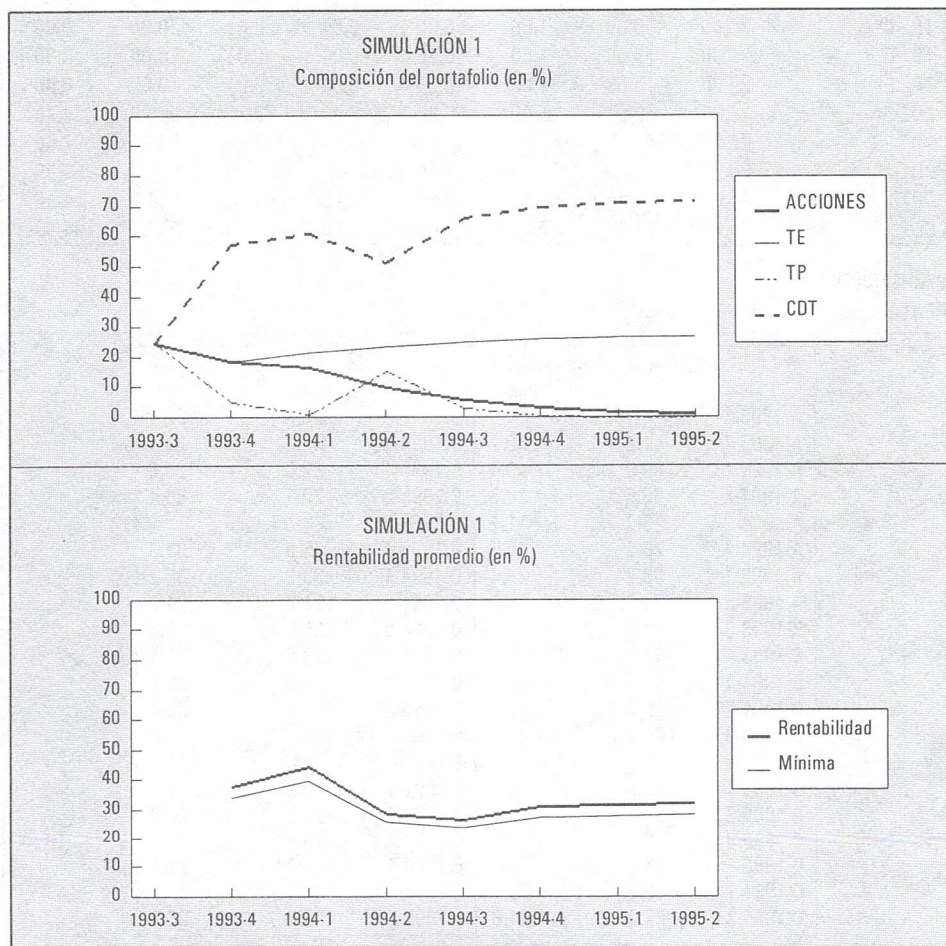 SIMULACIÓN 1
Composición del portafolio (en %)
100
90
80
70
60
50
40
30
20
10
0
1993-3 1993-4 1994-1 1994-2 1994-3 1994-4 1995-1 1995-2
ACCIONES
TE
TP
CDT
SIMULACIÓN 1
Rentabilidad promedio (en %)
100
90
80
70
60
50
40
30
20
10
0
1993-3 1993-4 1994-1 1994-2 1994-3 1994-4 1995-1 1995-2
Rentabilidad
Mínima